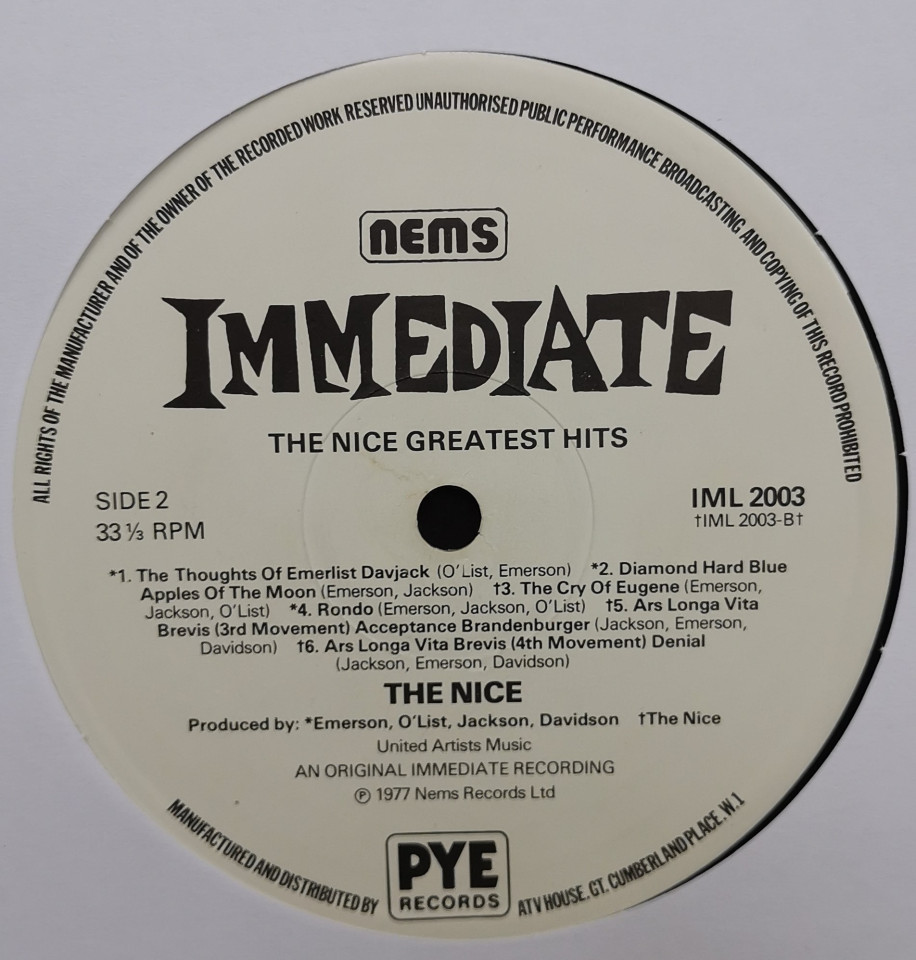 ALL RIGHTS OF THE MANUFACTURER AND OF THE OWNER OF THE RECORDED WORK RESERVED UNAUTHORISED PUBLIC PERFORMANCE BROADCASTING AND COPYING OF THIS RECORD PROHIBITED
nems
IMMEDIATE
THE NICE GREATEST HITS
SIDE 2
33⅓ RPM
IML 2003
†IML 2003-B†
*1. The Thoughts Of Emerlist Davjack (O'List, Emerson) *2. Diamond Hard Blue
Apples Of The Moon (Emerson, Jackson) †3. The Cry Of Eugene (Emerson,
Jackson, O'List) *4. Rondo (Emerson, Jackson, O'List) †5. Ars Longa Vita
Brevis (3rd Movement) Acceptance Brandenburger (Jackson, Emerson,
Davidson) †6. Ars Longa Vita Brevis (4th Movement) Denial
(Jackson, Emerson, Davidson)
THE NICE
Produced by: *Emerson, O'List, Jackson, Davidson †The Nice
United Artists Music
AN ORIGINAL IMMEDIATE RECORDING
℗ 1977 Nems Records Ltd
MANUFACTURED AND DISTRIBUTED BY
PYE
RECORDS
ATV HOUSE. GT. CUMBERLAND PLACE. W.1